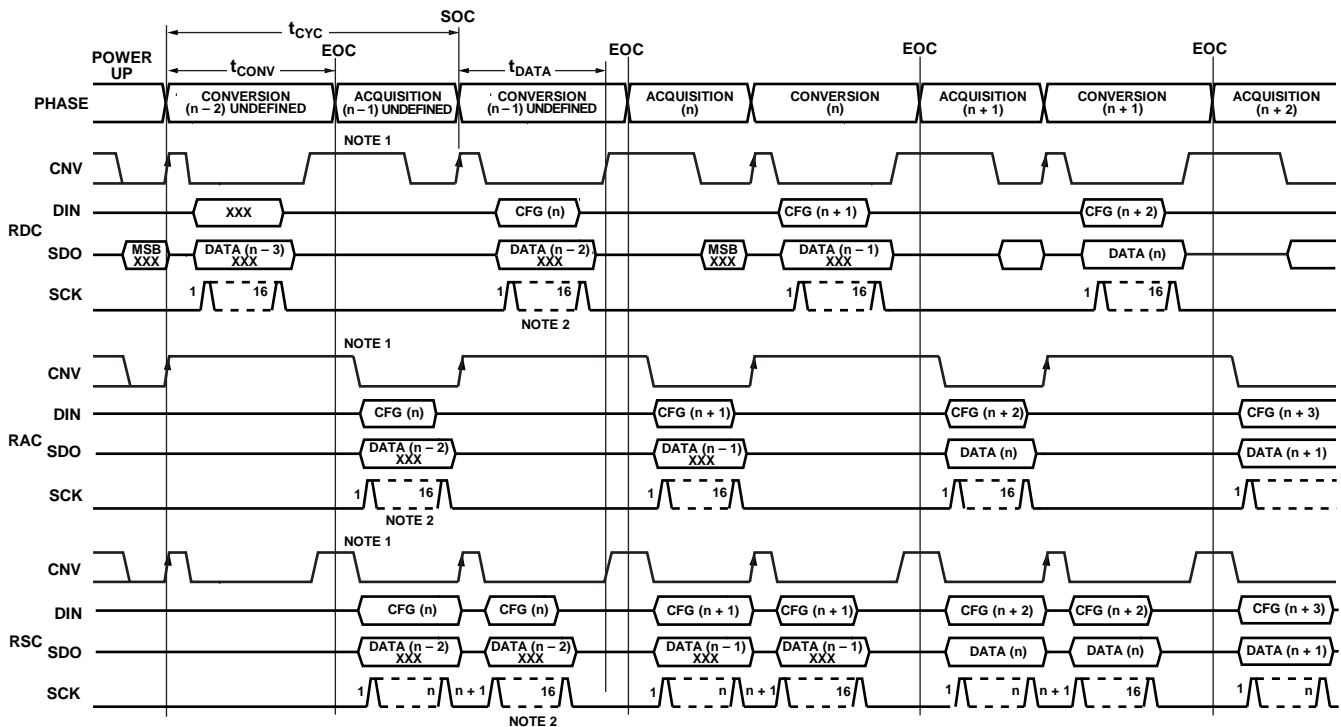 SOC
tCYC
EOC EOC EOC
POWER
UP
tCONV tDATA
PHASE
CONVERSION
(n – 2) UNDEFINED
ACQUISITION
(n – 1) UNDEFINED
CONVERSION
(n – 1) UNDEFINED
ACQUISITION
(n)
CONVERSION
(n)
ACQUISITION
(n + 1)
CONVERSION
(n + 1)
ACQUISITION
(n + 2)
NOTE 1
CNV
DIN XXX CFG (n) CFG (n + 1) CFG (n + 2)
RDC
SDO
MSB
XXX
DATA (n – 3)
XXX
DATA (n – 2)
XXX
MSB
XXX
DATA (n – 1)
XXX
DATA (n)
SCK 1 16 1 16 1 16 1 16
NOTE 2
NOTE 1
CNV
DIN CFG (n) CFG (n + 1) CFG (n + 2) CFG (n + 3)
RAC
SDO
DATA (n – 2)
XXX
DATA (n – 1)
XXX
DATA (n)
DATA (n + 1)
SCK 1 16 1 16 1 16 1
NOTE 2
NOTE 1
CNV
DIN CFG (n) CFG (n) CFG (n + 1) CFG (n + 1) CFG (n + 2) CFG (n + 2) CFG (n + 3)
RSC
SDO
DATA (n – 2)
XXX
DATA (n – 2)
XXX
DATA (n – 1)
XXX
DATA (n – 1)
XXX
DATA (n)
DATA (n)
DATA (n + 1)
SCK 1 n n + 1 16 1 n n + 1 16 1 n n + 1 16 1 n
NOTE 2